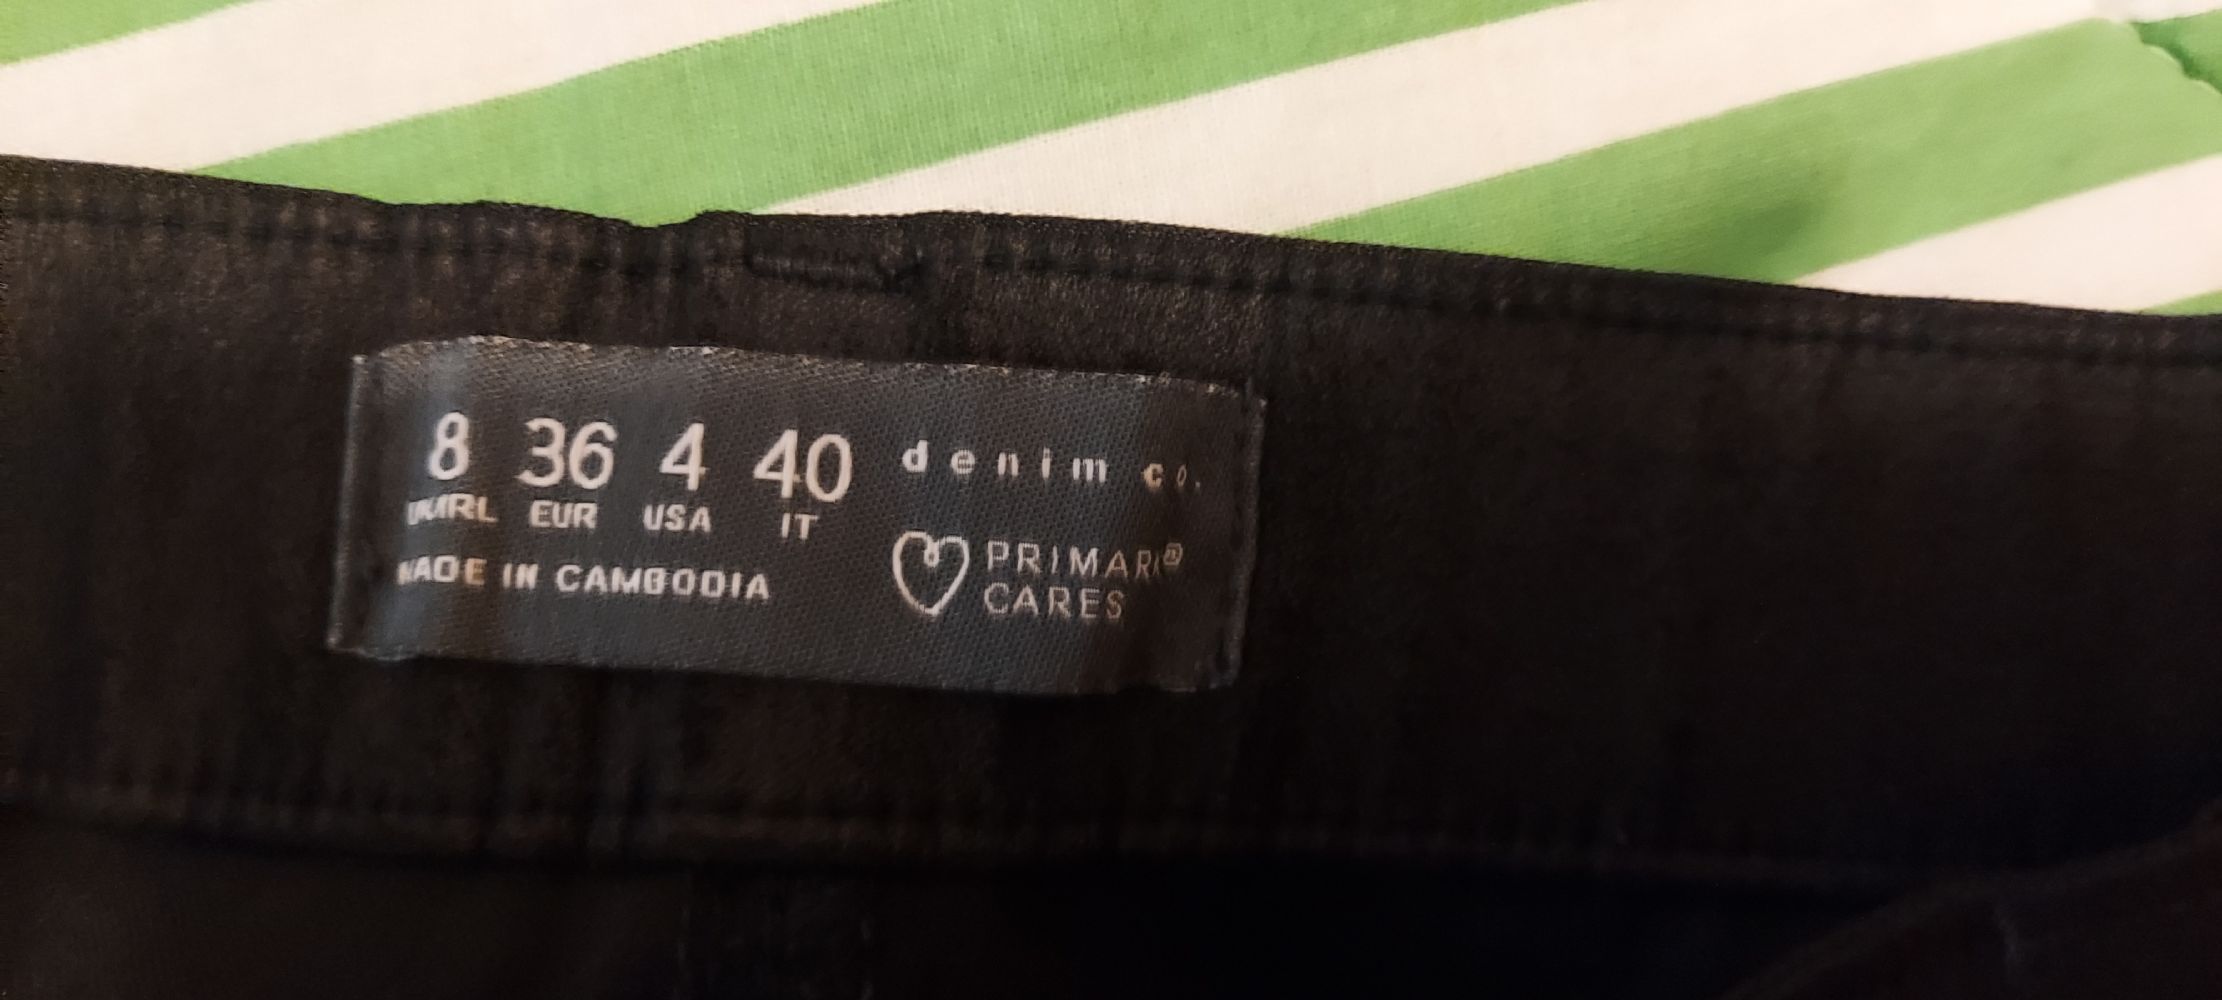 8 36 4 40
UK/IRL EUR USA IT
MADE IN CAMBODIA
denim co.
PRIMARK®
CARES